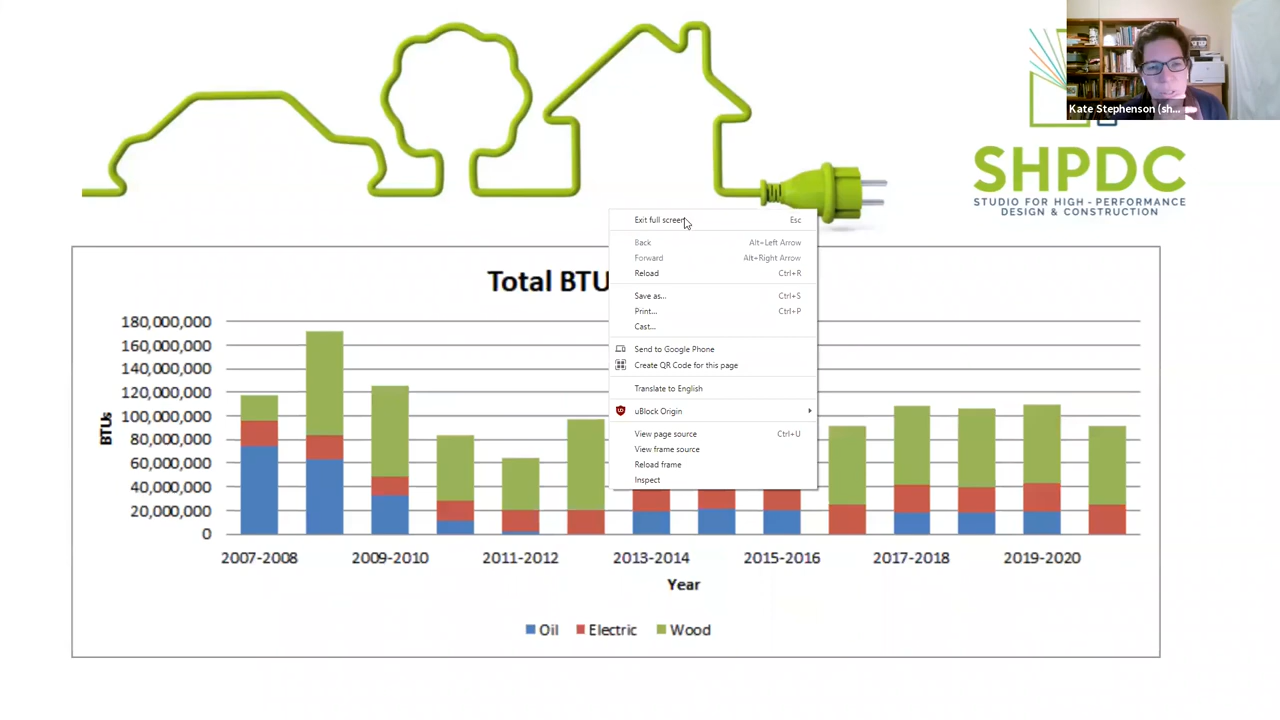 Kate Stephenson (sh...
SHPDC
STUDIO FOR HIGH - PERFORMANCE
DESIGN & CONSTRUCTION
Exit full screen Esc
Back Alt+Left Arrow
Forward Alt+Right Arrow
Reload Ctrl+R
Save as... Ctrl+S
Print... Ctrl+P
Cast...
Send to Google Phone
Create QR Code for this page
Translate to English
uBlock Origin
View page source Ctrl+U
View frame source
Reload frame
Inspect
Total BTU
180,000,000
160,000,000
140,000,000
120,000,000
100,000,000
80,000,000
60,000,000
40,000,000
20,000,000
0
BTUs
2007-2008 2009-2010 2011-2012 2013-2014 2015-2016 2017-2018 2019-2020
Year
Oil Electric Wood